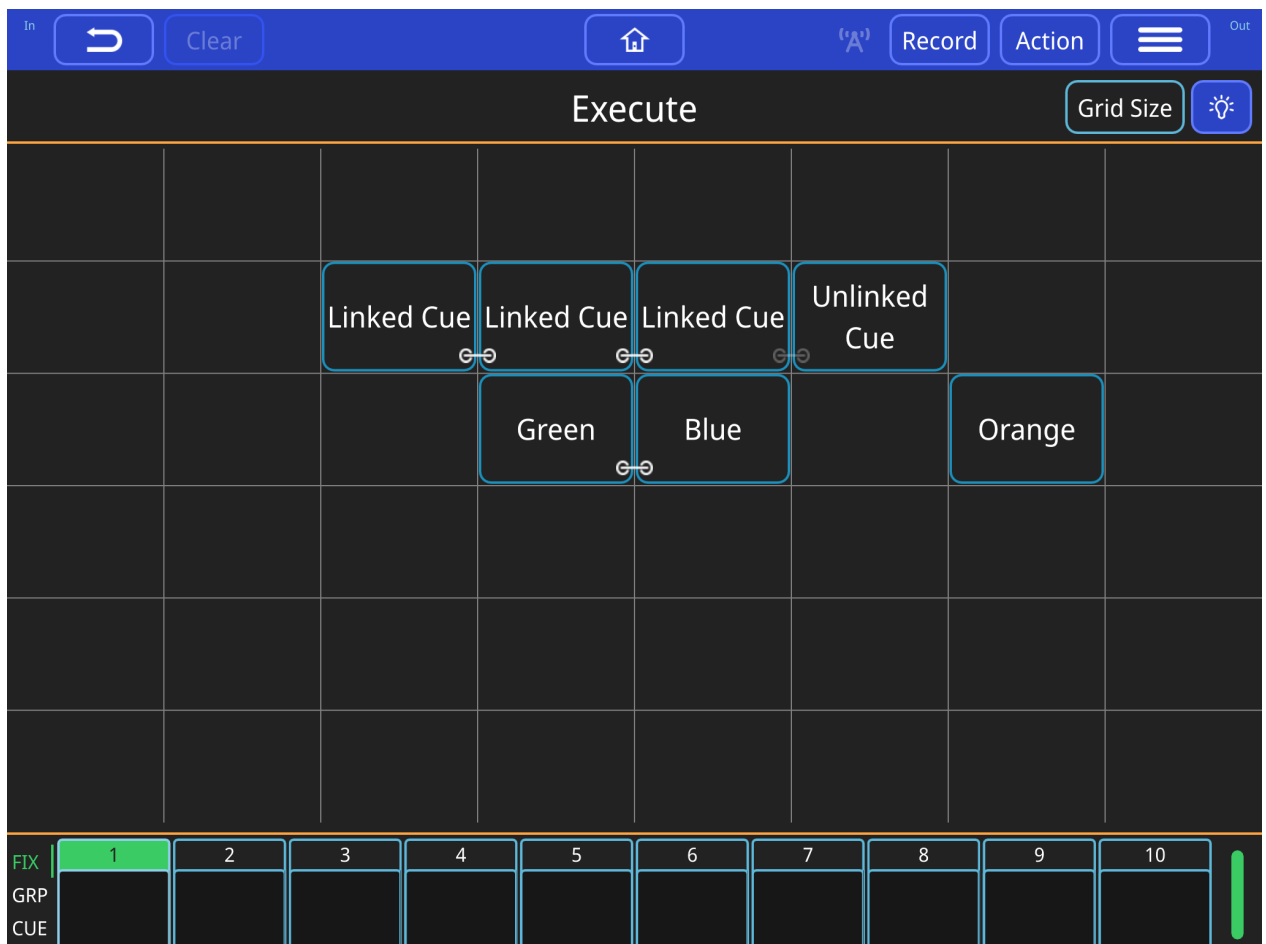 In
Clear
Record
Action
Out
Execute
Grid Size
Linked Cue
Linked Cue
Linked Cue
Unlinked
Cue
Green
Blue
Orange
FIX
1
2
3
4
5
6
7
8
9
10
GRP
CUE